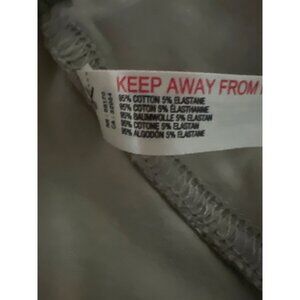 KEEP AWAY FROM
95% COTTON 5% ELASTANE
95% COTON 5% ELASTHANNE
95% BAUMWOLLE 5% ELASTAN
95% COTONE 5% ELASTAN
95% ALGODÓN 5% ELASTANO